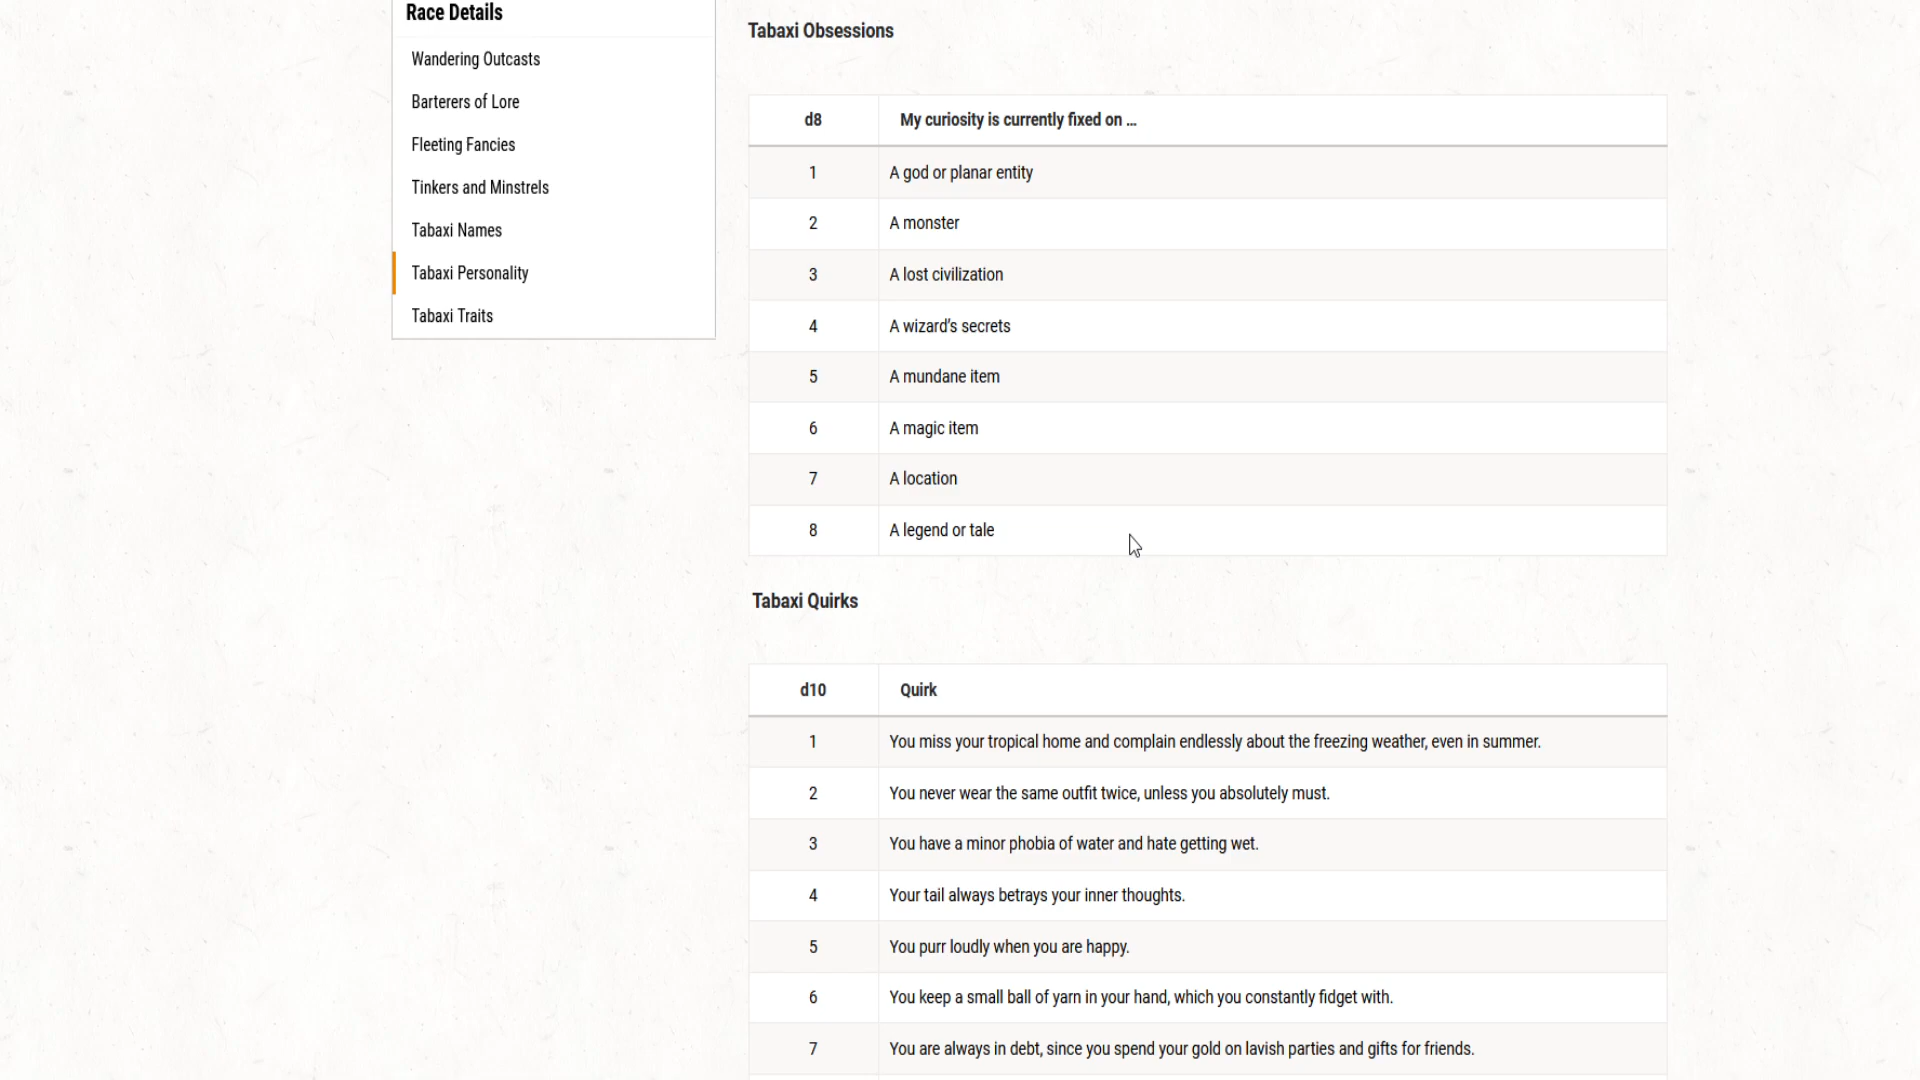 Race Details
Wandering Outcasts
Barterers of Lore
Fleeting Fancies
Tinkers and Minstrels
Tabaxi Names
Tabaxi Personality
Tabaxi Traits
Tabaxi Obsessions
d8 My curiosity is currently fixed on …
1 A god or planar entity
2 A monster
3 A lost civilization
4 A wizard’s secrets
5 A mundane item
6 A magic item
7 A location
8 A legend or tale
Tabaxi Quirks
d10 Quirk
1 You miss your tropical home and complain endlessly about the freezing weather, even in summer.
2 You never wear the same outfit twice, unless you absolutely must.
3 You have a minor phobia of water and hate getting wet.
4 Your tail always betrays your inner thoughts.
5 You purr loudly when you are happy.
6 You keep a small ball of yarn in your hand, which you constantly fidget with.
7 You are always in debt, since you spend your gold on lavish parties and gifts for friends.